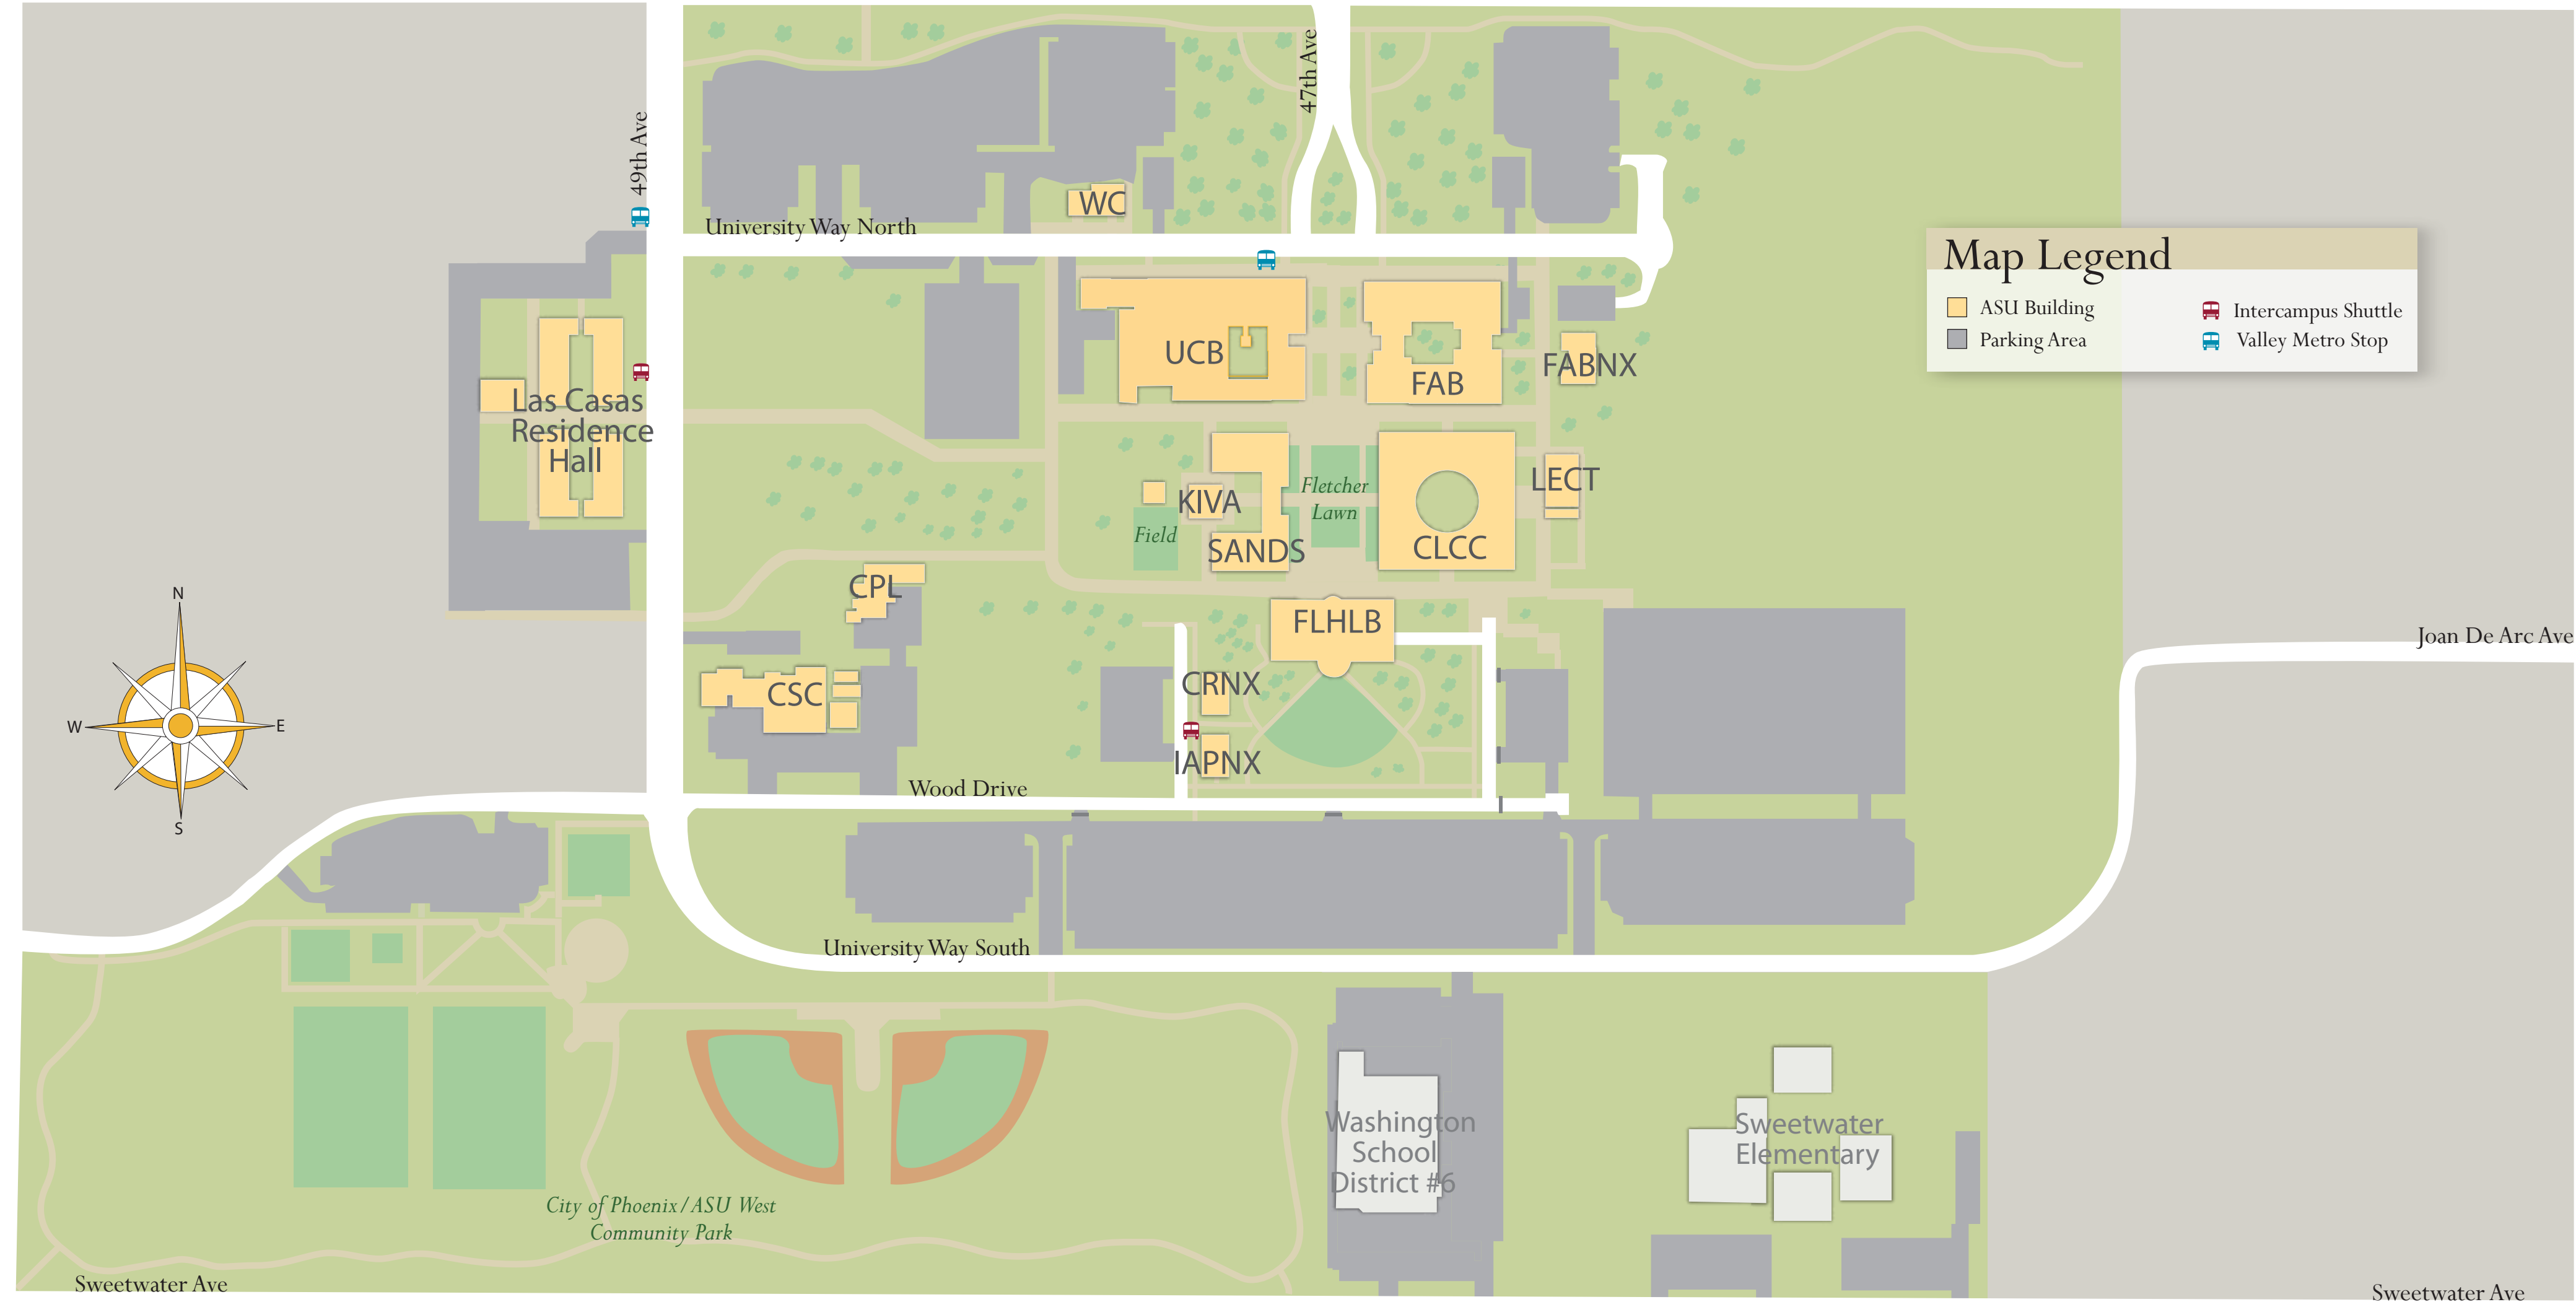 47th Ave
49th Ave
WC
University Way North
Map Legend
ASU Building
Intercampus Shuttle
Parking Area
Valley Metro Stop
UCB
FAB
FABNX
Las Casas
Residence
Hall
LECT
Fletcher
Lawn
KIVA
Field
SANDS
CLCC
CPL
N
W
E
S
FLHLB
Joan De Arc Ave
CRNX
CSC
IAPNX
Wood Drive
University Way South
Washington
School
District #6
Sweetwater
Elementary
City of Phoenix / ASU West
Community Park
Sweetwater Ave
Sweetwater Ave